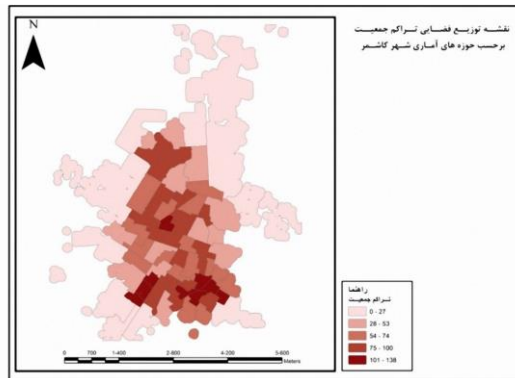 نقشه توزیع فضایی تراکم جمعیت
برحسب حوزه های آماری شهر کاشمر
N
راهنما
تراکم جمعیت
0 - 27
28 - 53
54 - 74
75 - 100
101 - 138
0 700 1,400 2,800 4,200 5,600
Meters